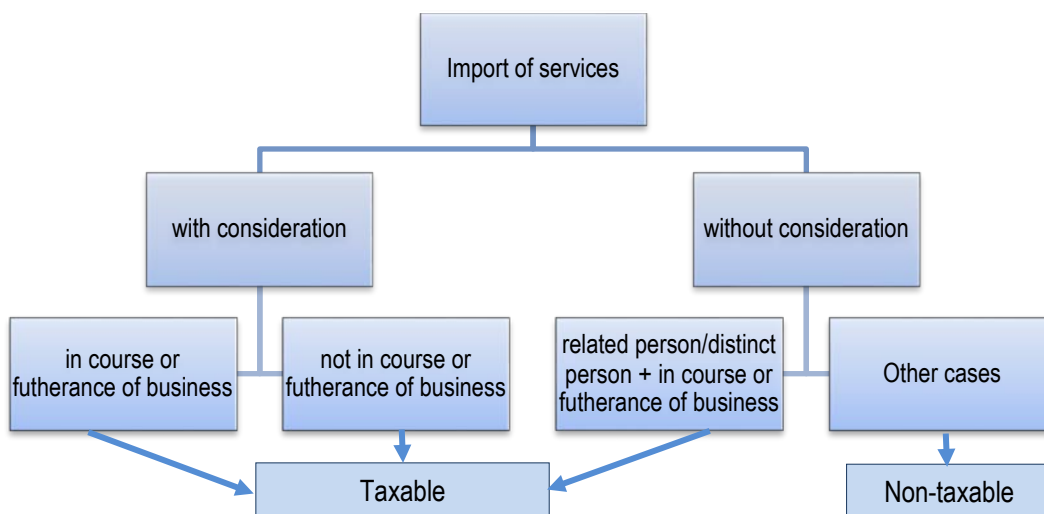 Import of services
with consideration
without consideration
in course or
futherance of business
not in course or
futherance of business
related person/distinct
person + in course or
futherance of business
Other cases
Taxable
Non-taxable